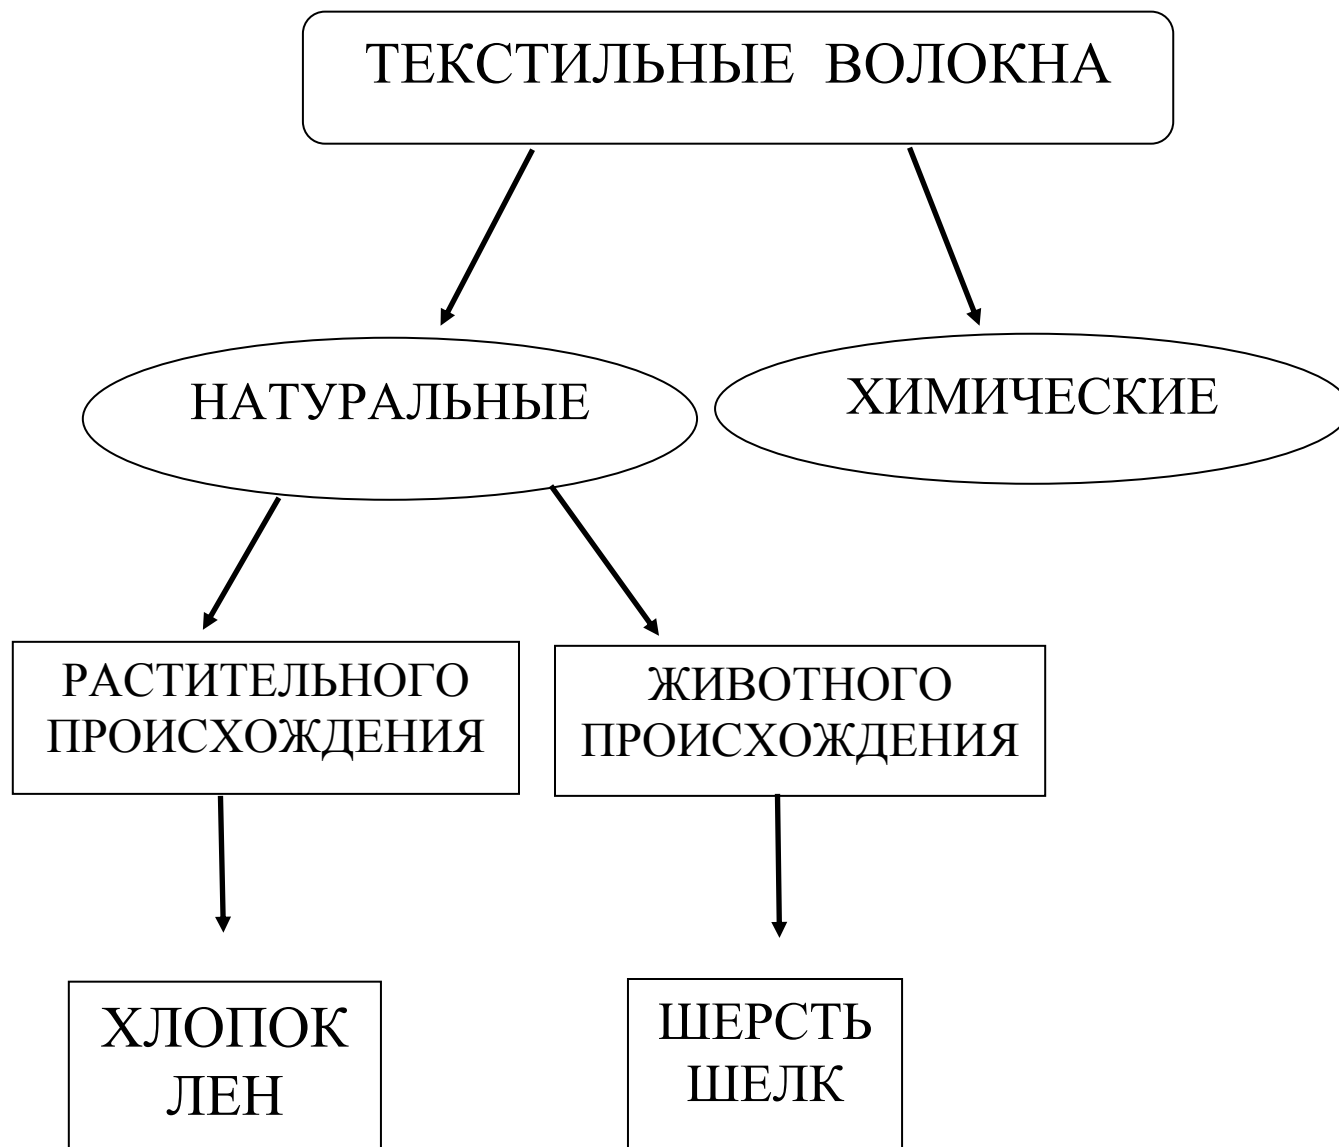 ТЕКСТИЛЬНЫЕ ВОЛОКНА
НАТУРАЛЬНЫЕ
ХИМИЧЕСКИЕ
РАСТИТЕЛЬНОГО
ПРОИСХОЖДЕНИЯ
ЖИВОТНОГО
ПРОИСХОЖДЕНИЯ
ХЛОПОК
ЛЕН
ШЕРСТЬ
ШЕЛК